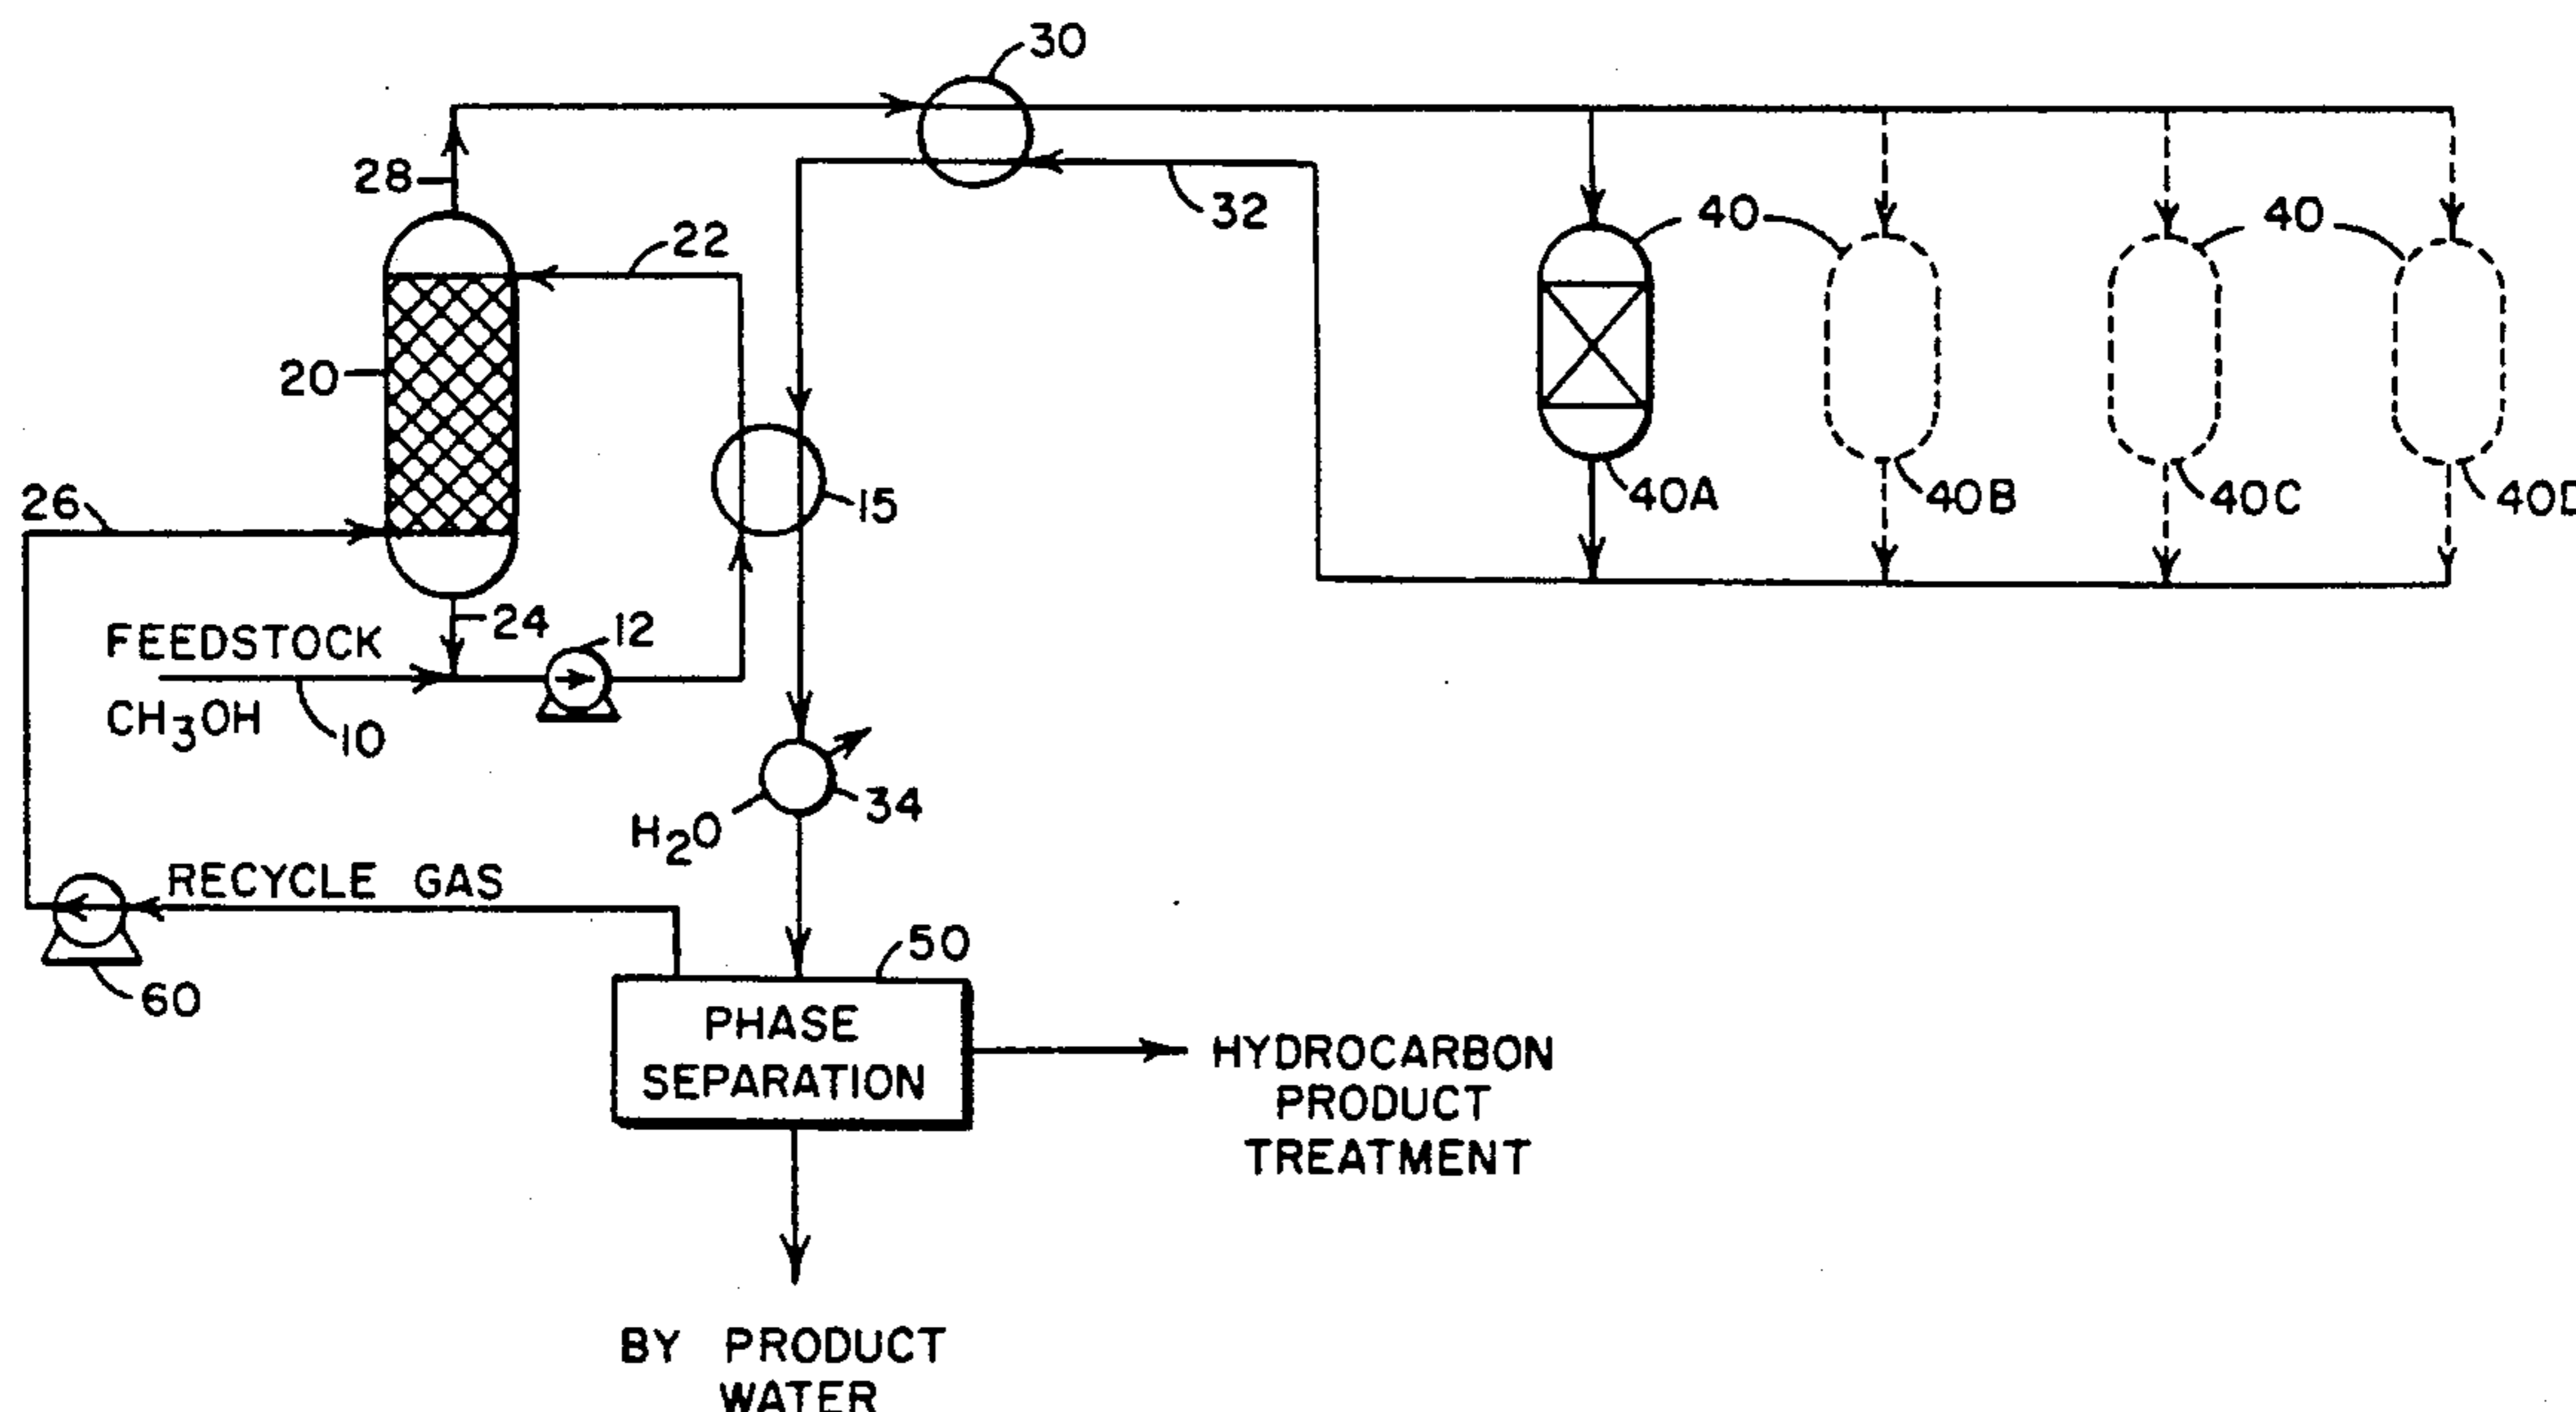 30
28
22
32
40
40
20
26
15
40A
40B
40C
40D
24
12
FEEDSTOCK
CH3OH
10
34
H2O
RECYCLE GAS
60
50
PHASE
SEPARATION
HYDROCARBON
PRODUCT
TREATMENT
BY PRODUCT
WATER